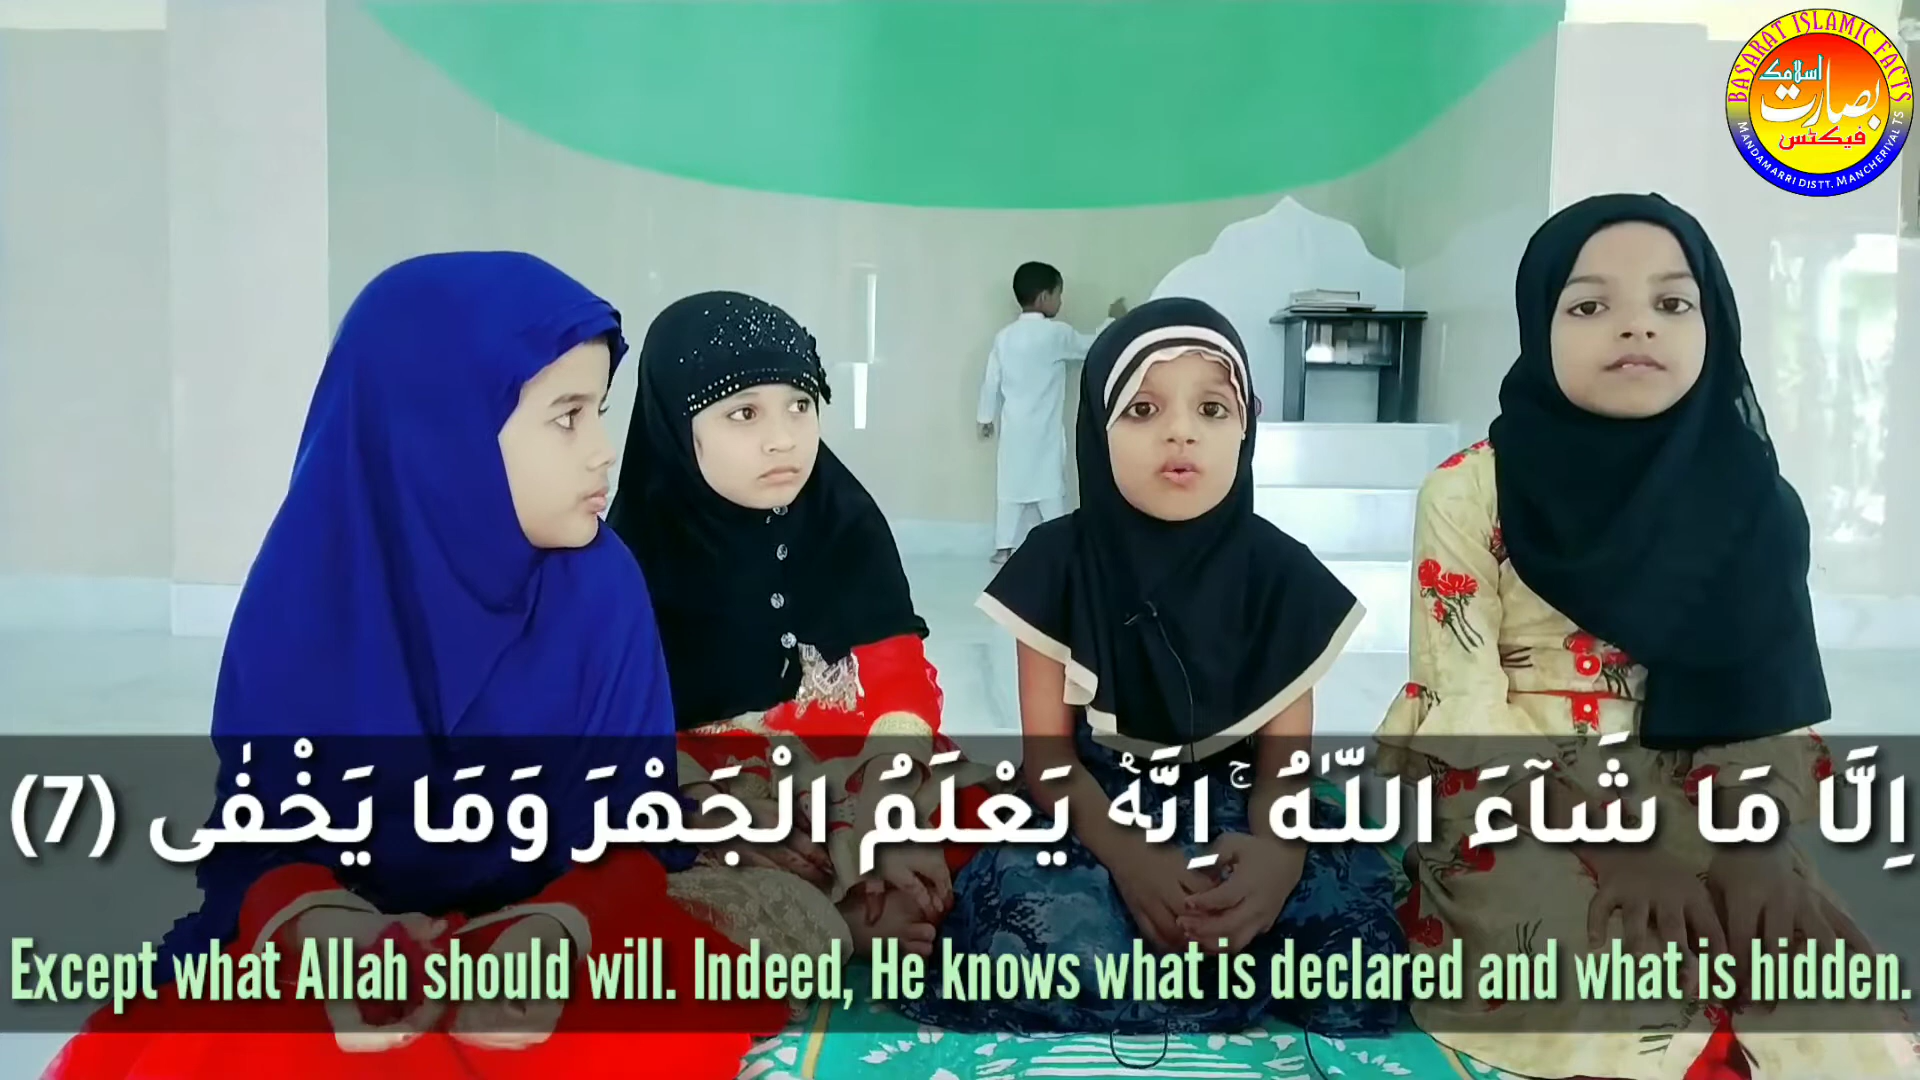 BASARAT ISLAMIC FACTS
اسلامک
بصارت
فیکٹس
MANDAMARRI DISTT. MANCHERIYAL TS
اِلَّا مَا شَآءَ اللّٰهُ ۚ اِنَّهٗ يَعْلَمُ الْجَهْرَ وَمَا يَخْفٰى (7)
Except what Allah should will. Indeed, He knows what is declared and what is hidden.